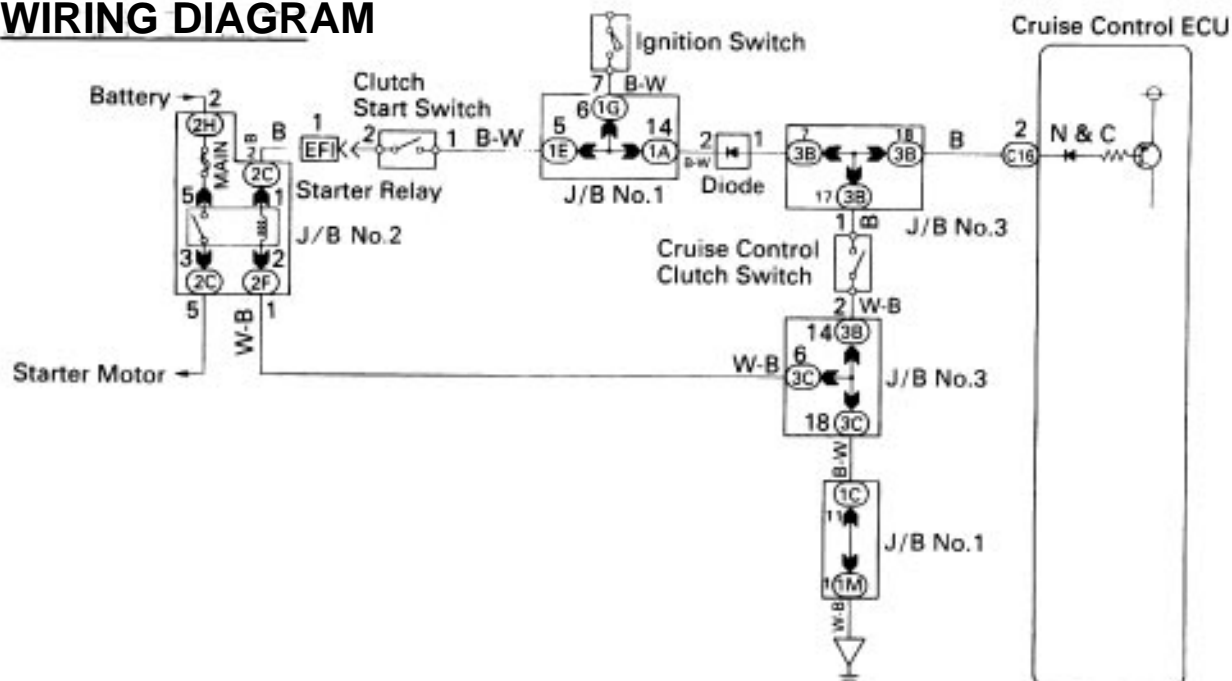 WIRING DIAGRAM
Cruise Control ECU
Ignition Switch
Clutch
Start Switch
Battery 2
2H
MAIN
B
2
2C
B
1
EFI
2
1
B-W
Starter Relay
5
1
J/B No.2
3
2
2C
2F
5
W-B
1
Starter Motor
7
B-W
6
1G
5
1E
14
1A
J/B No.1
2
B-W
1
Diode
7
3B
18
3B
17
3B
J/B No.3
B
2
C16
N & C
1
B
Cruise Control
Clutch Switch
2
W-B
14
3B
W-B
6
3C
J/B No.3
18
3C
B-W
1C
11
J/B No.1
1
1M
W-B